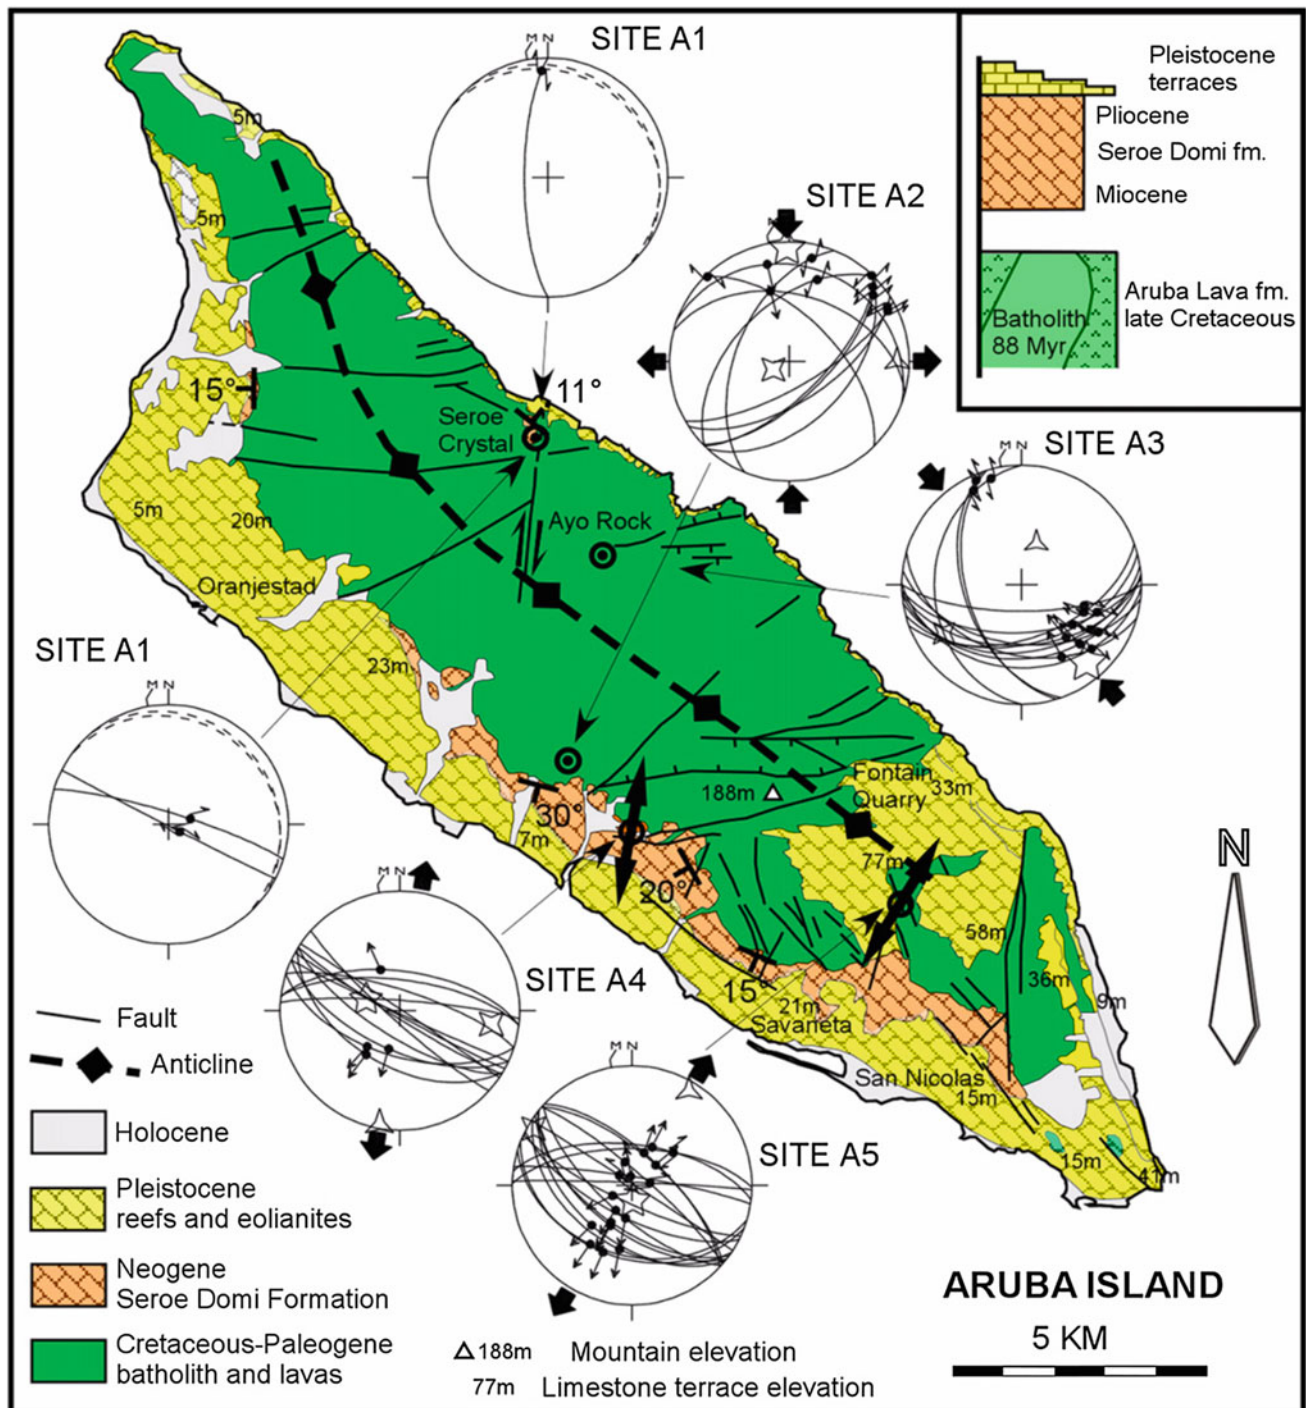 SITE A1
M N
Pleistocene
terraces
Pliocene
Seroe Domi fm.
Miocene
Aruba Lava fm.
late Cretaceous
Batholith
88 Myr
SITE A2
SITE A3
M N
5m
5m
15°
11°
Seroe
Crystal
5m
20m
Ayo Rock
Oranjestad
SITE A1
M N
23m
188m
Fontain
Quarry
33m
30°
7m
77m
20°
58m
36m
9m
15°
21m
Savaneta
San Nicolas
15m
15m
41m
N
M N
SITE A4
M N
SITE A5
Fault
Anticline
Holocene
Pleistocene
reefs and eolianites
Neogene
Seroe Domi Formation
Cretaceous-Paleogene
batholith and lavas
188m Mountain elevation
77m Limestone terrace elevation
ARUBA ISLAND
5 KM